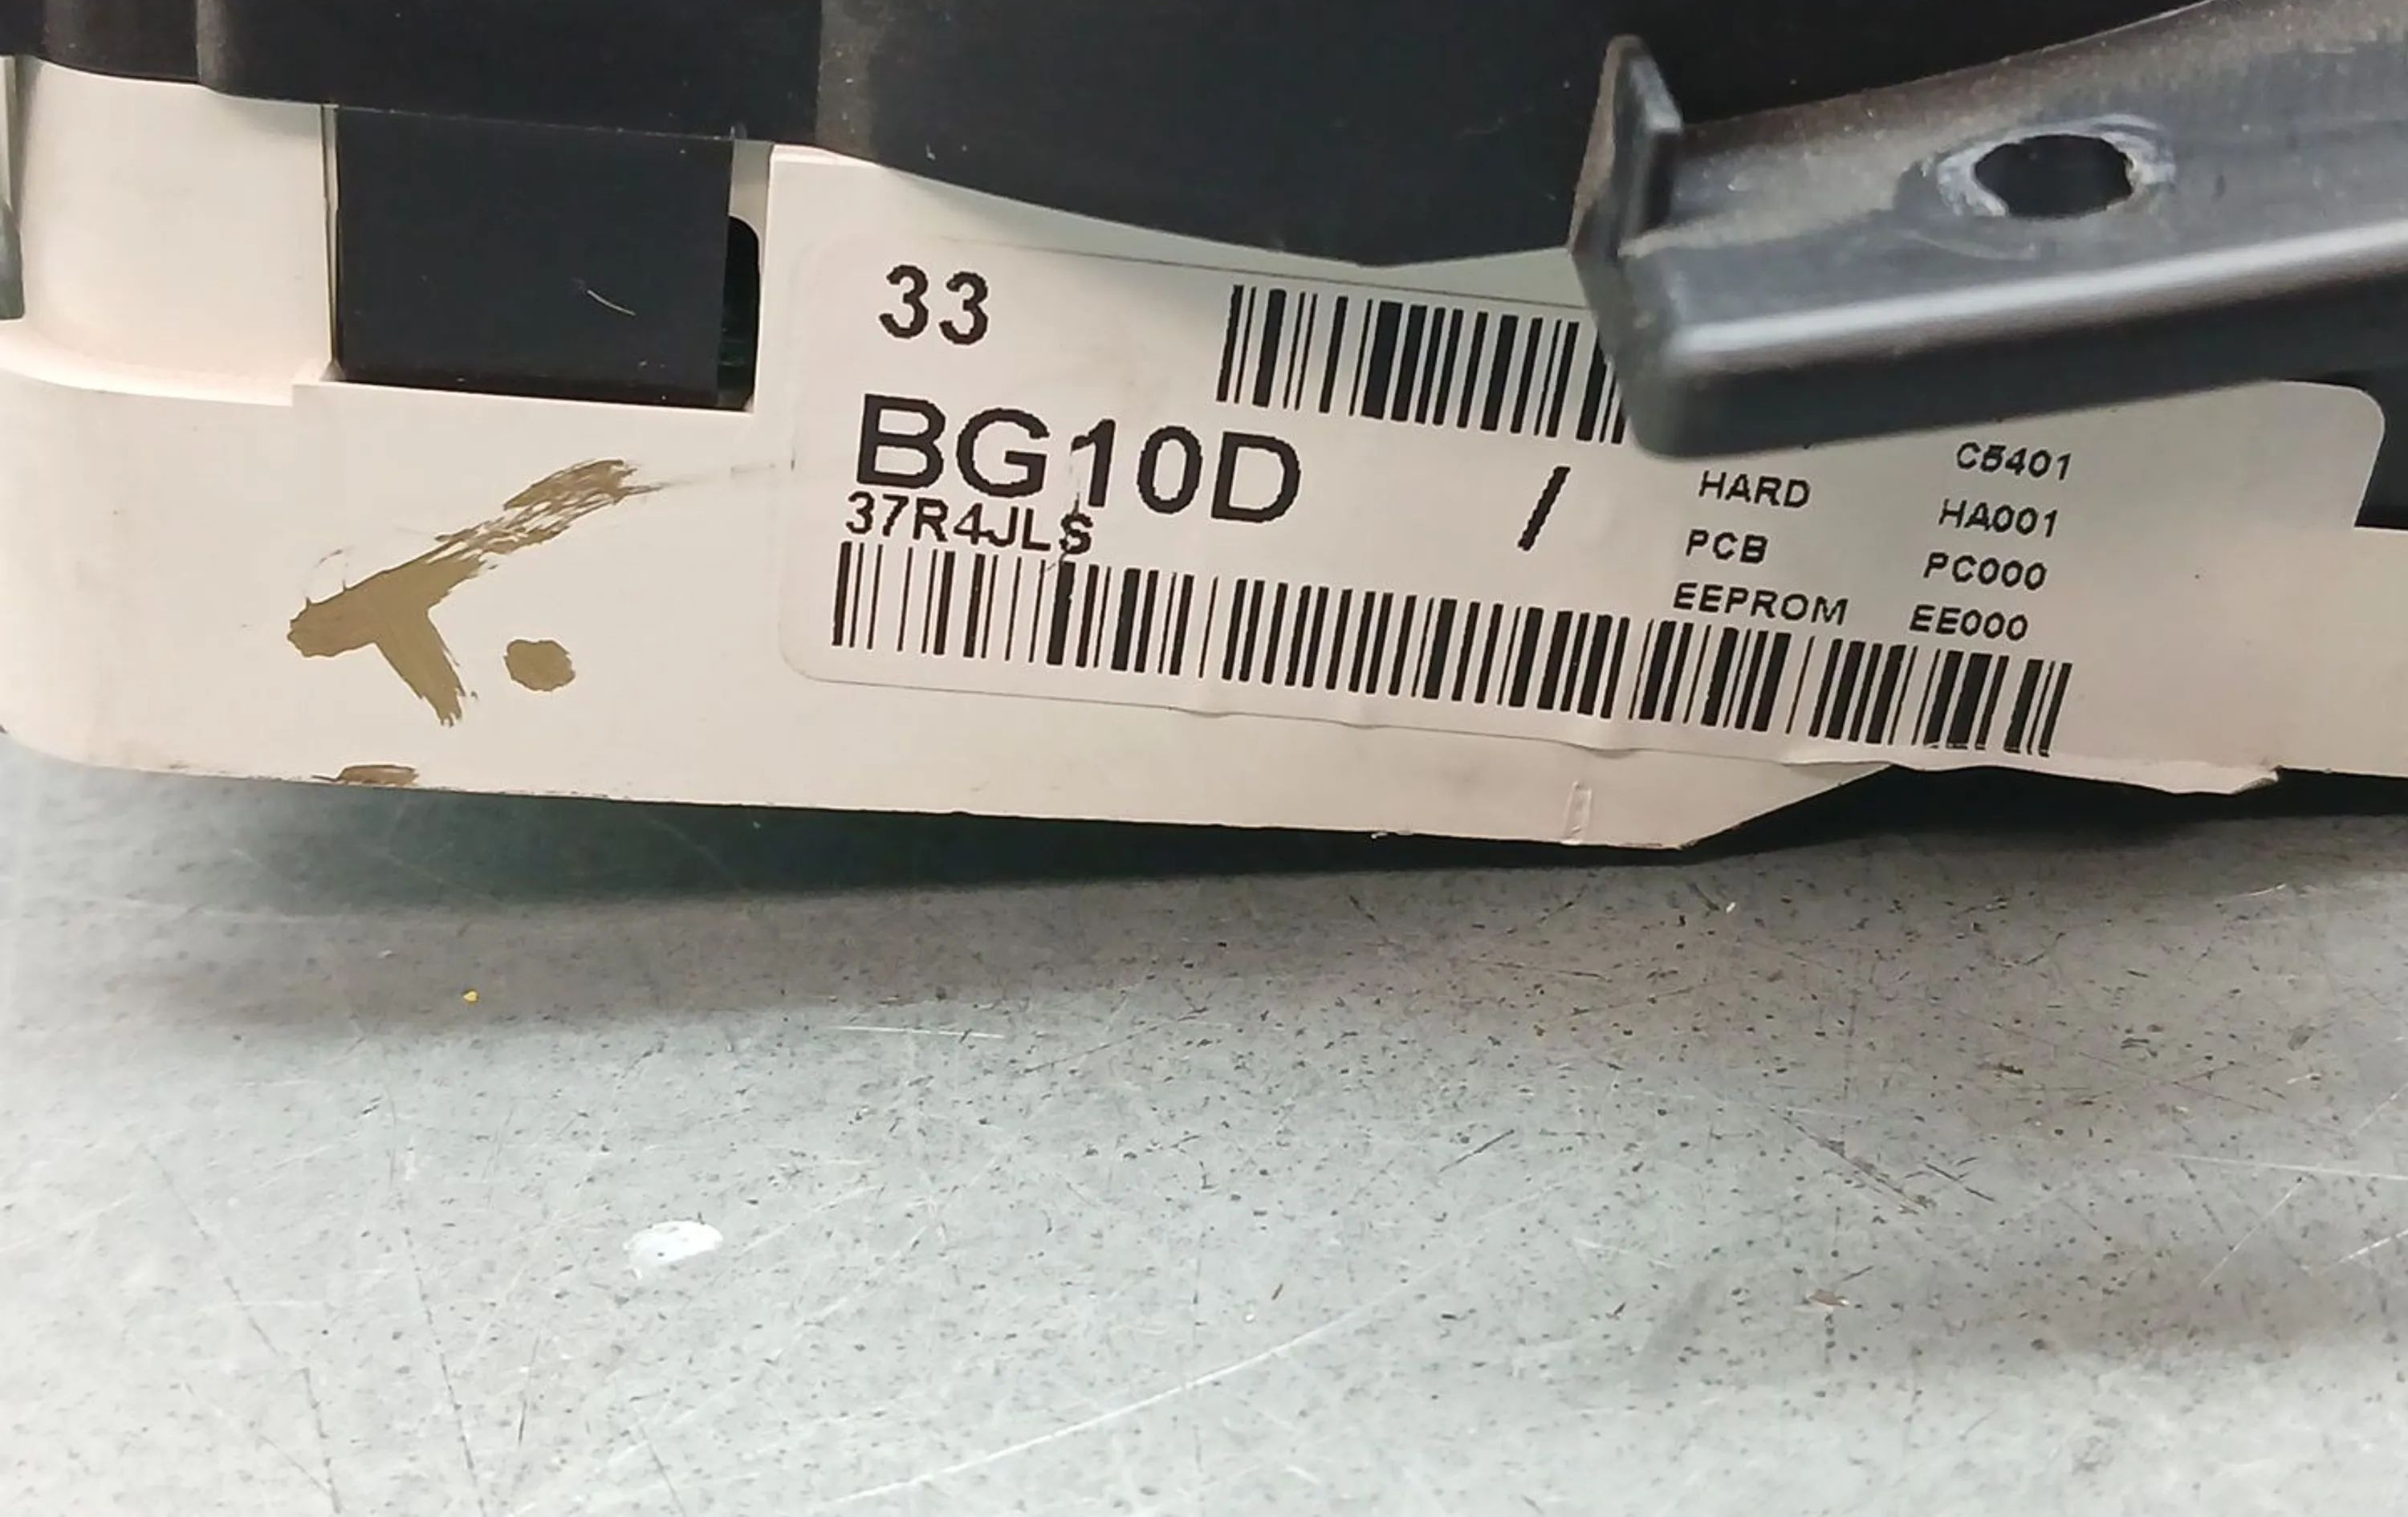 33
BG10D /
37R4JLS
C5401
HARD HA001
PCB PC000
EEPROM EE000